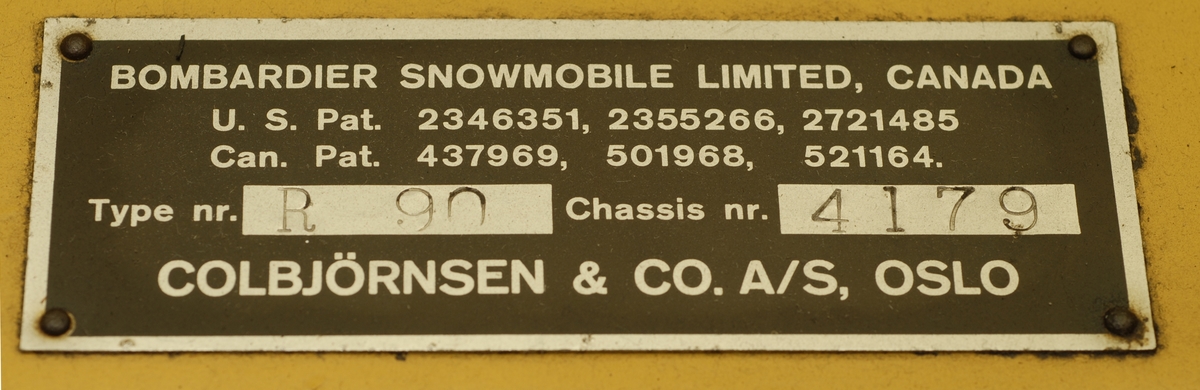 BOMBARDIER SNOWMOBILE LIMITED, CANADA
U. S. Pat. 2346351, 2355266, 2721485
Can. Pat. 437969, 501968, 521164.
Type nr. R 90 Chassis nr. 4179
COLBJÖRNSEN & CO. A/S, OSLO